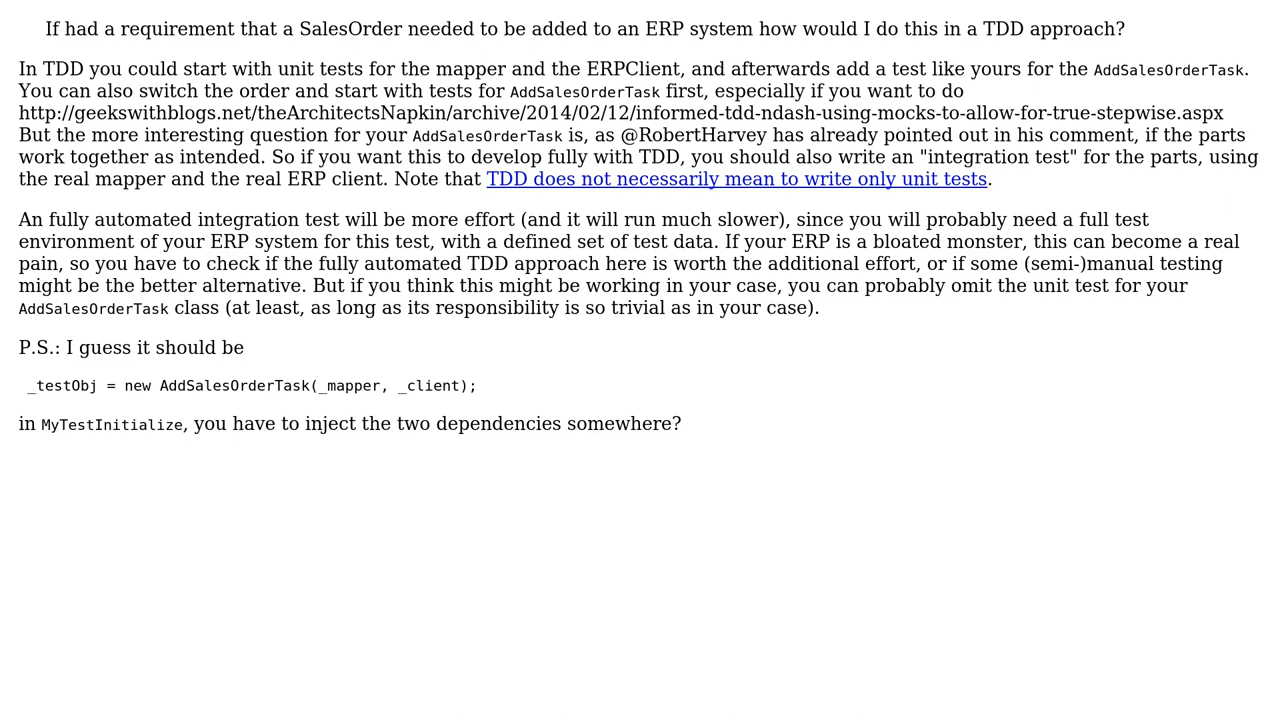 If had a requirement that a SalesOrder needed to be added to an ERP system how would I do this in a TDD approach?
In TDD you could start with unit tests for the mapper and the ERPClient, and afterwards add a test like yours for the AddSalesOrderTask.
You can also switch the order and start with tests for AddSalesOrderTask first, especially if you want to do
http://geekswithblogs.net/theArchitectsNapkin/archive/2014/02/12/informed-tdd-ndash-using-mocks-to-allow-for-true-stepwise.aspx
But the more interesting question for your AddSalesOrderTask is, as @RobertHarvey has already pointed out in his comment, if the parts
work together as intended. So if you want this to develop fully with TDD, you should also write an "integration test" for the parts, using
the real mapper and the real ERP client. Note that TDD does not necessarily mean to write only unit tests.
An fully automated integration test will be more effort (and it will run much slower), since you will probably need a full test
environment of your ERP system for this test, with a defined set of test data. If your ERP is a bloated monster, this can become a real
pain, so you have to check if the fully automated TDD approach here is worth the additional effort, or if some (semi-)manual testing
might be the better alternative. But if you think this might be working in your case, you can probably omit the unit test for your
AddSalesOrderTask class (at least, as long as its responsibility is so trivial as in your case).
P.S.: I guess it should be
_testObj = new AddSalesOrderTask(_mapper, _client);
in MyTestInitialize, you have to inject the two dependencies somewhere?